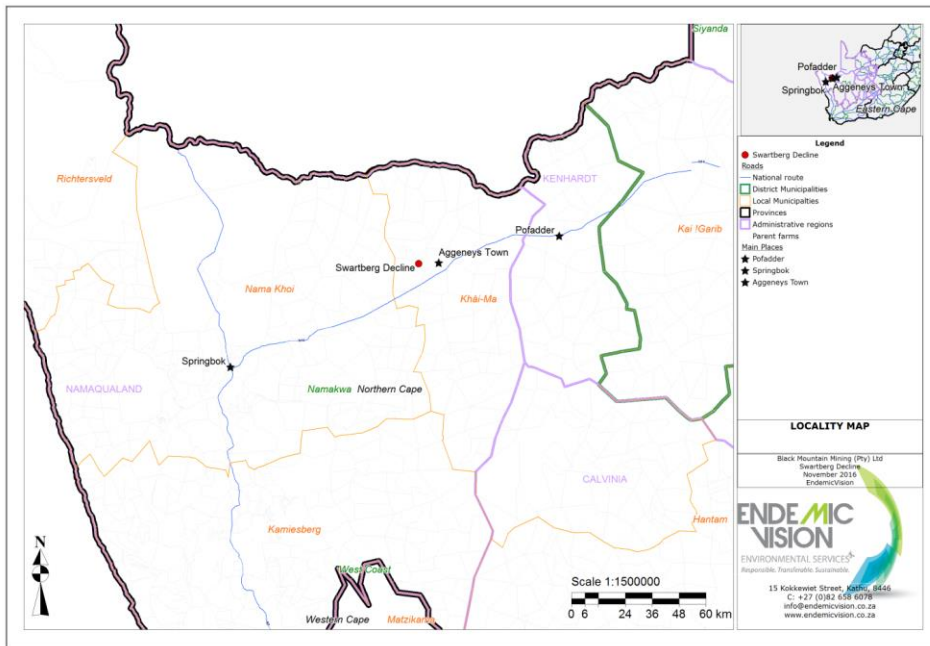 Siyanda
Richtersveld
KENHARDT
Pofadder
Kai !Garib
Aggeneys Town
Swartberg Decline
Nama Khoi
Khâi-Ma
Springbok
NAMAQUALAND
Namakwa Northern Cape
CALVINIA
Kamiesberg
Hantam
West Coast
Western Cape
N
Scale 1:1500000
0 6 12 24 36 48 60 km
Pofadder
Springbok
Aggeneys Town
Eastern Cape
Legend
Swartberg Decline
Roads
National route
District Municipalities
Local Municipalties
Provinces
Administrative regions
Parent farms
Main Places
Pofadder
Springbok
Aggeneys Town
LOCALITY MAP
Black Mountain Mining (Pty) Ltd
Swartberg Decline
November 2016
EndemicVision
ENDEMIC
VISION
ENVIRONMENTAL SERVICES
Responsible. Transferable. Sustainable.
15 Kokkewiet Street, Kathu, 8446
C: +27 (0)82 658 6078
info@endemicvision.co.za
www.endemicvision.co.za